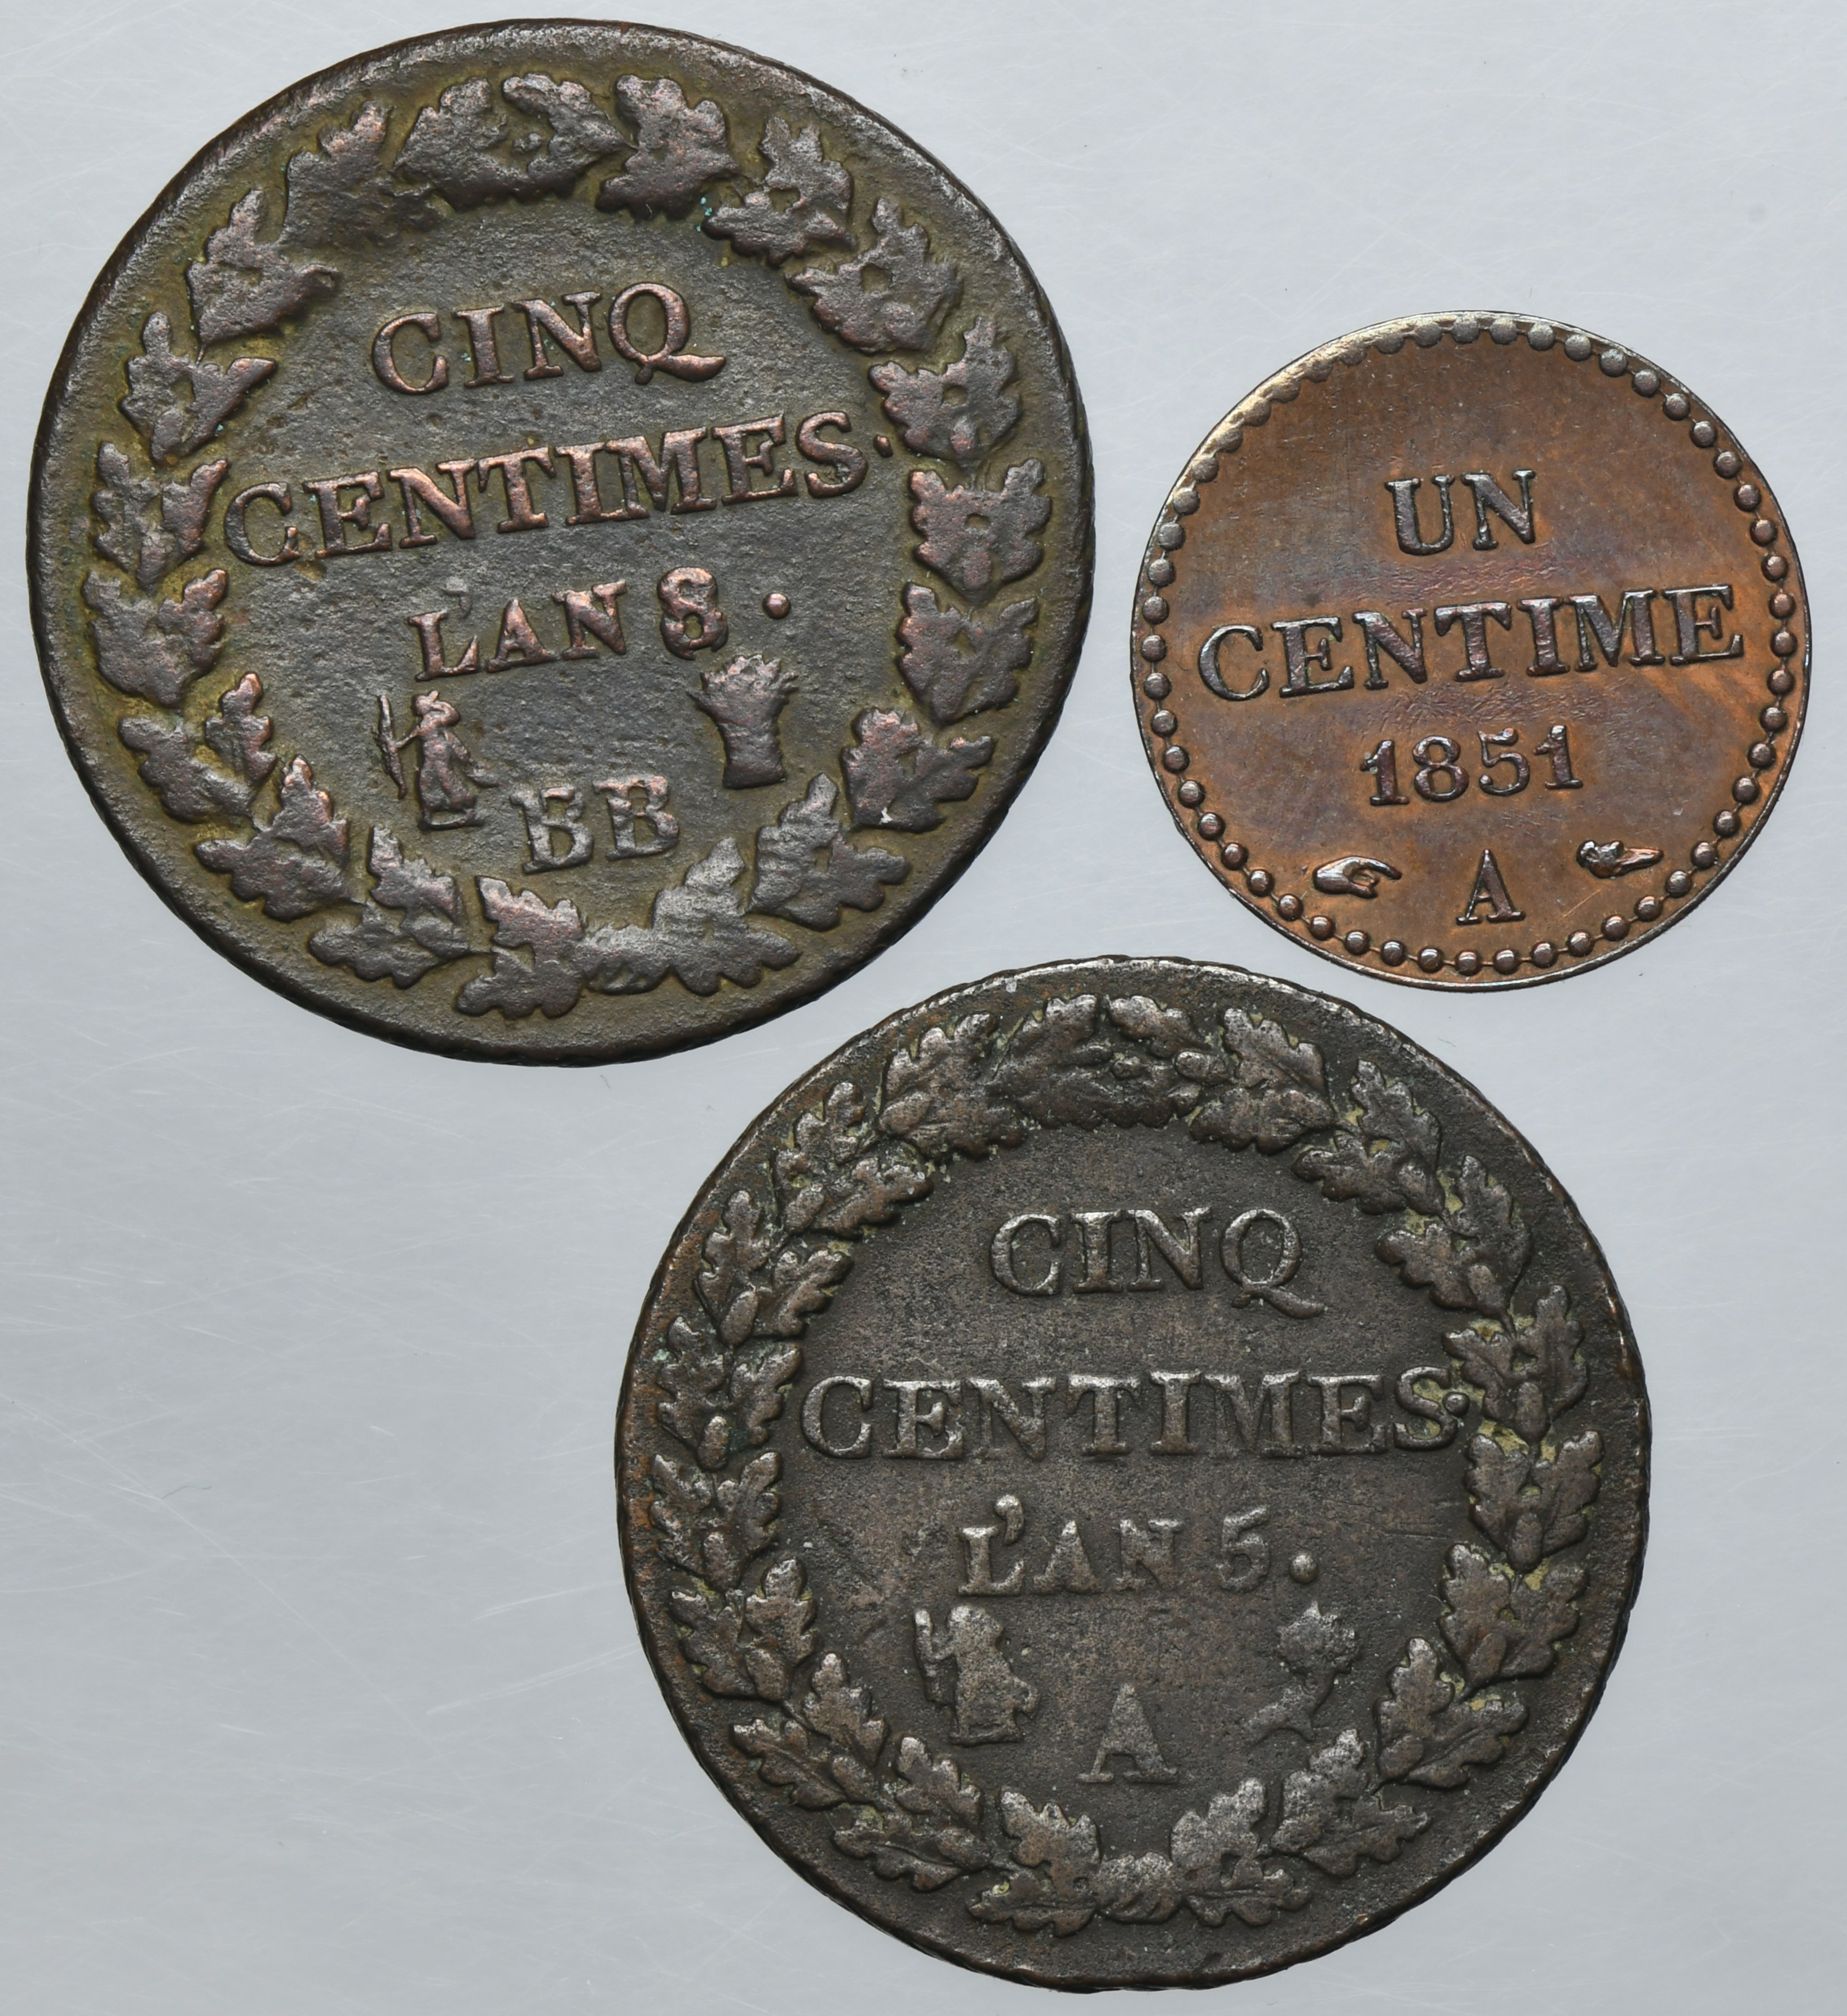 CINQ
CENTIMES.
L'AN 8.
BB
UN
CENTIME
1851
A
CINQ
CENTIMES.
L'AN 5.
A